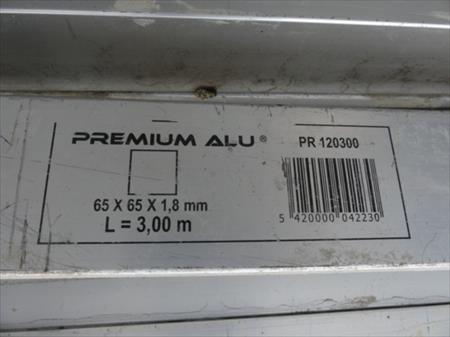 PREMIUM ALU®
PR 120300
65 X 65 X 1,8 mm
L = 3,00 m
5 420000 042230